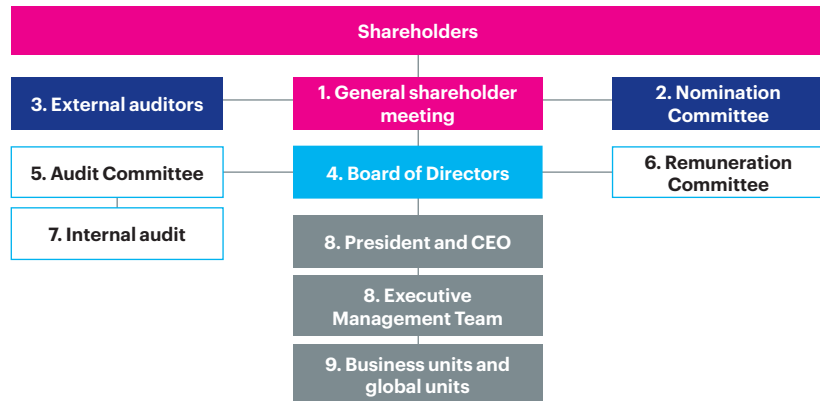 Shareholders
3. External auditors
1. General shareholder
meeting
2. Nomination
Committee
5. Audit Committee
4. Board of Directors
6. Remuneration
Committee
7. Internal audit
8. President and CEO
8. Executive
Management Team
9. Business units and
global units